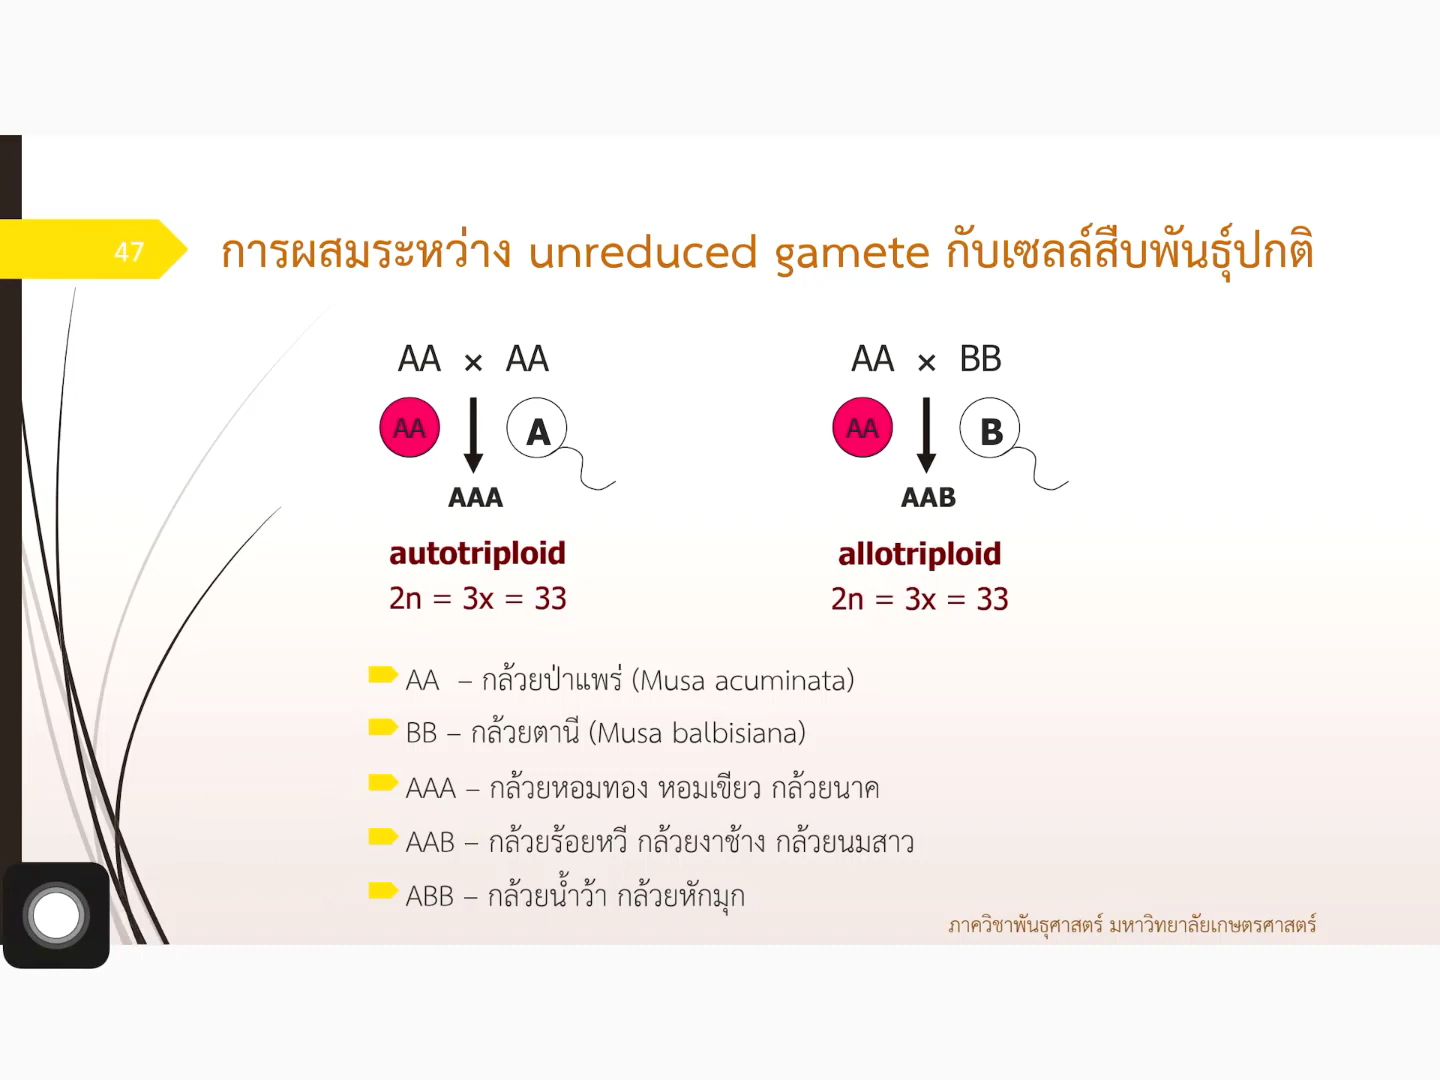 47
การผสมระหว่าง unreduced gamete กับเซลล์สืบพันธุ์ปกติ
AA × AA
AA A
AAA
autotriploid
2n = 3x = 33
AA × BB
AA B
AAB
allotriploid
2n = 3x = 33
AA – กล้วยป่าแพร่ (Musa acuminata)
BB – กล้วยตานี (Musa balbisiana)
AAA – กล้วยหอมทอง หอมเขียว กล้วยนาค
AAB – กล้วยร้อยหวี กล้วยงาช้าง กล้วยนมสาว
ABB – กล้วยน้ำว้า กล้วยหักมุก
ภาควิชาพันธุศาสตร์ มหาวิทยาลัยเกษตรศาสตร์